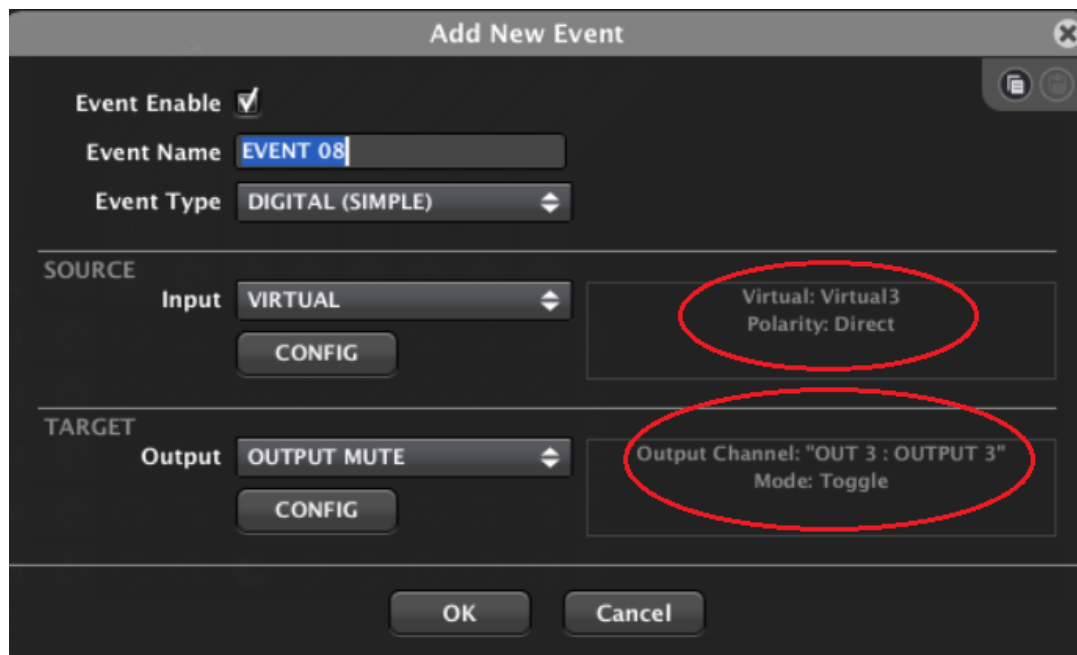 Add New Event
Event Enable
Event Name EVENT 08
Event Type DIGITAL (SIMPLE)
SOURCE
Input VIRTUAL
CONFIG
Virtual: Virtual3
Polarity: Direct
TARGET
Output OUTPUT MUTE
CONFIG
Output Channel: "OUT 3 : OUTPUT 3"
Mode: Toggle
OK Cancel